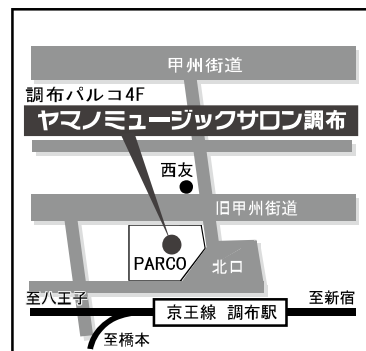 甲州街道
調布パルコ4F
ヤマノミュージックサロン調布
西友
旧甲州街道
PARCO
北口
至八王子
京王線 調布駅
至新宿
至橋本